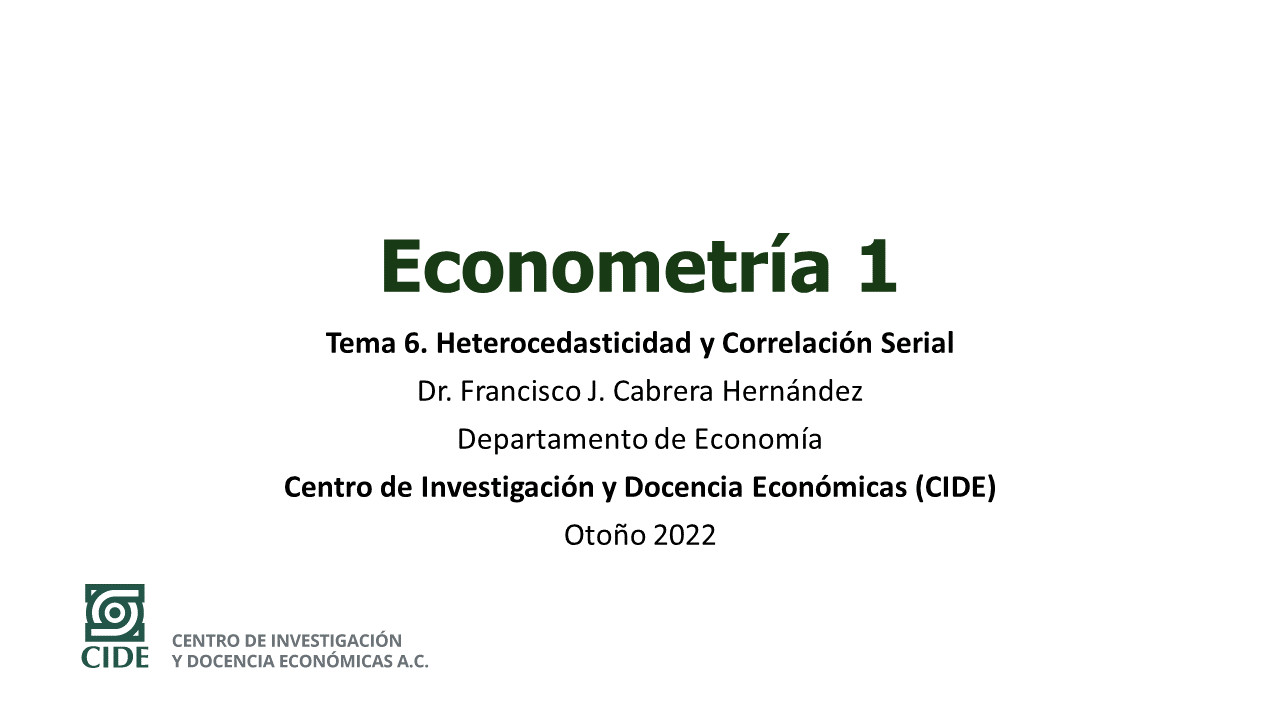 Econometría 1
Tema 6. Heterocedasticidad y Correlación Serial
Dr. Francisco J. Cabrera Hernández
Departamento de Economía
Centro de Investigación y Docencia Económicas (CIDE)
Otoño 2022
CIDE
CENTRO DE INVESTIGACIÓN
Y DOCENCIA ECONÓMICAS A.C.